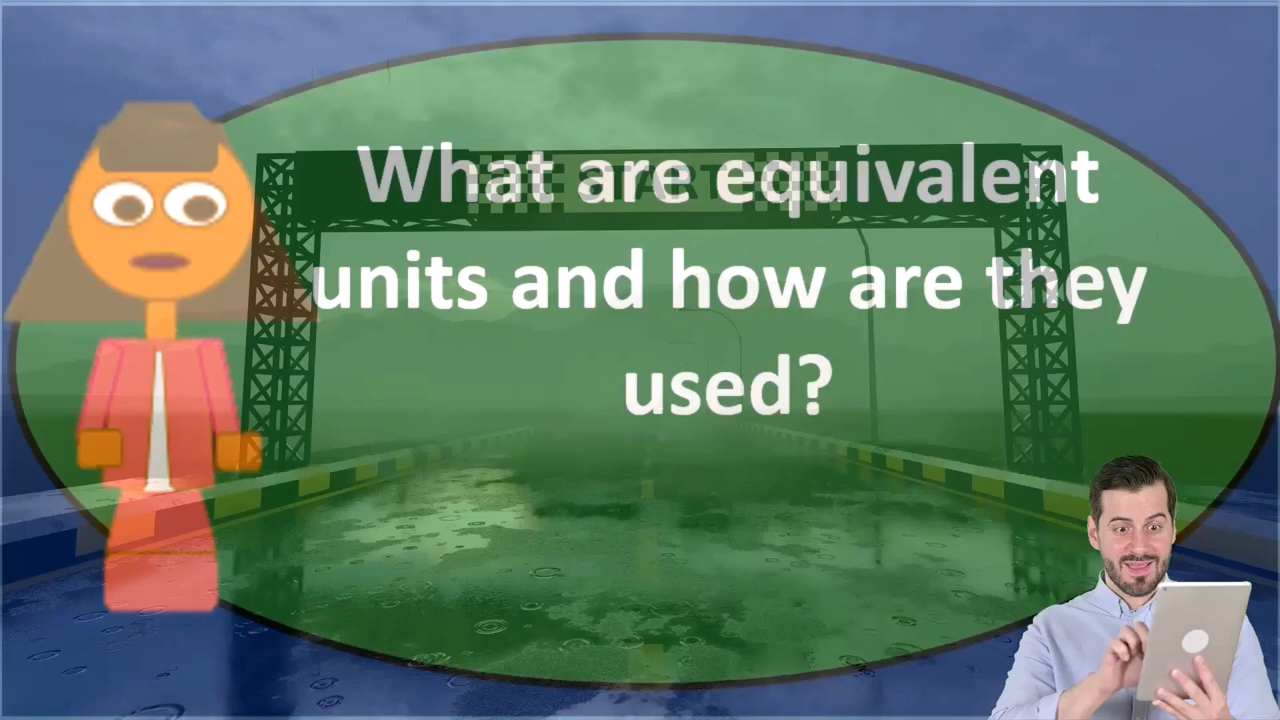 What are equivalent
units and how are they
used?